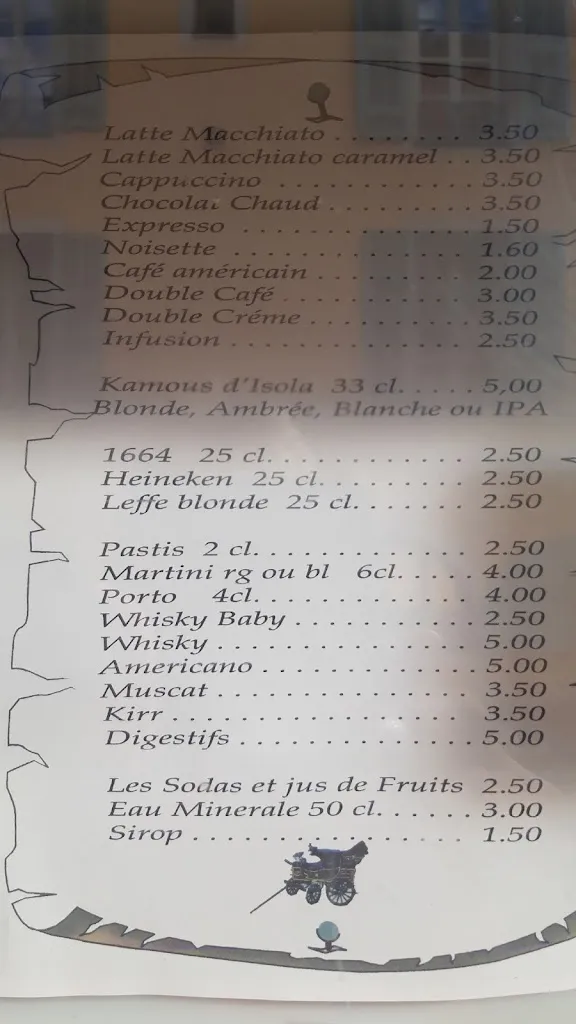 Latte Macchiato . . . . . . . . 3.50
Latte Macchiato caramel . . 3.50
Cappuccino . . . . . . . . . . . . 3.50
Chocolat Chaud . . . . . . . . . 3.50
Expresso . . . . . . . . . . . . . . 1.50
Noisette . . . . . . . . . . . . . . 1.60
Café américain . . . . . . . . . 2.00
Double Café . . . . . . . . . . . 3.00
Double Créme . . . . . . . . . . 3.50
Infusion . . . . . . . . . . . . . . 2.50
Kamous d'Isola 33 cl. . . . . 5,00
Blonde, Ambrée, Blanche ou IPA
1664 25 cl. . . . . . . . . . . . . 2.50
Heineken 25 cl. . . . . . . . . . 2.50
Leffe blonde 25 cl. . . . . . . 2.50
Pastis 2 cl. . . . . . . . . . . . . 2.50
Martini rg ou bl 6cl. . . . . 4.00
Porto 4cl. . . . . . . . . . . . . 4.00
Whisky Baby . . . . . . . . . . . 2.50
Whisky . . . . . . . . . . . . . . . 5.00
Americano . . . . . . . . . . . . 5.00
Muscat . . . . . . . . . . . . . . . 3.50
Kirr . . . . . . . . . . . . . . . . 3.50
Digestifs . . . . . . . . . . . . . 5.00
Les Sodas et jus de Fruits 2.50
Eau Minerale 50 cl. . . . . . 3.00
Sirop . . . . . . . . . . . . . . . . 1.50